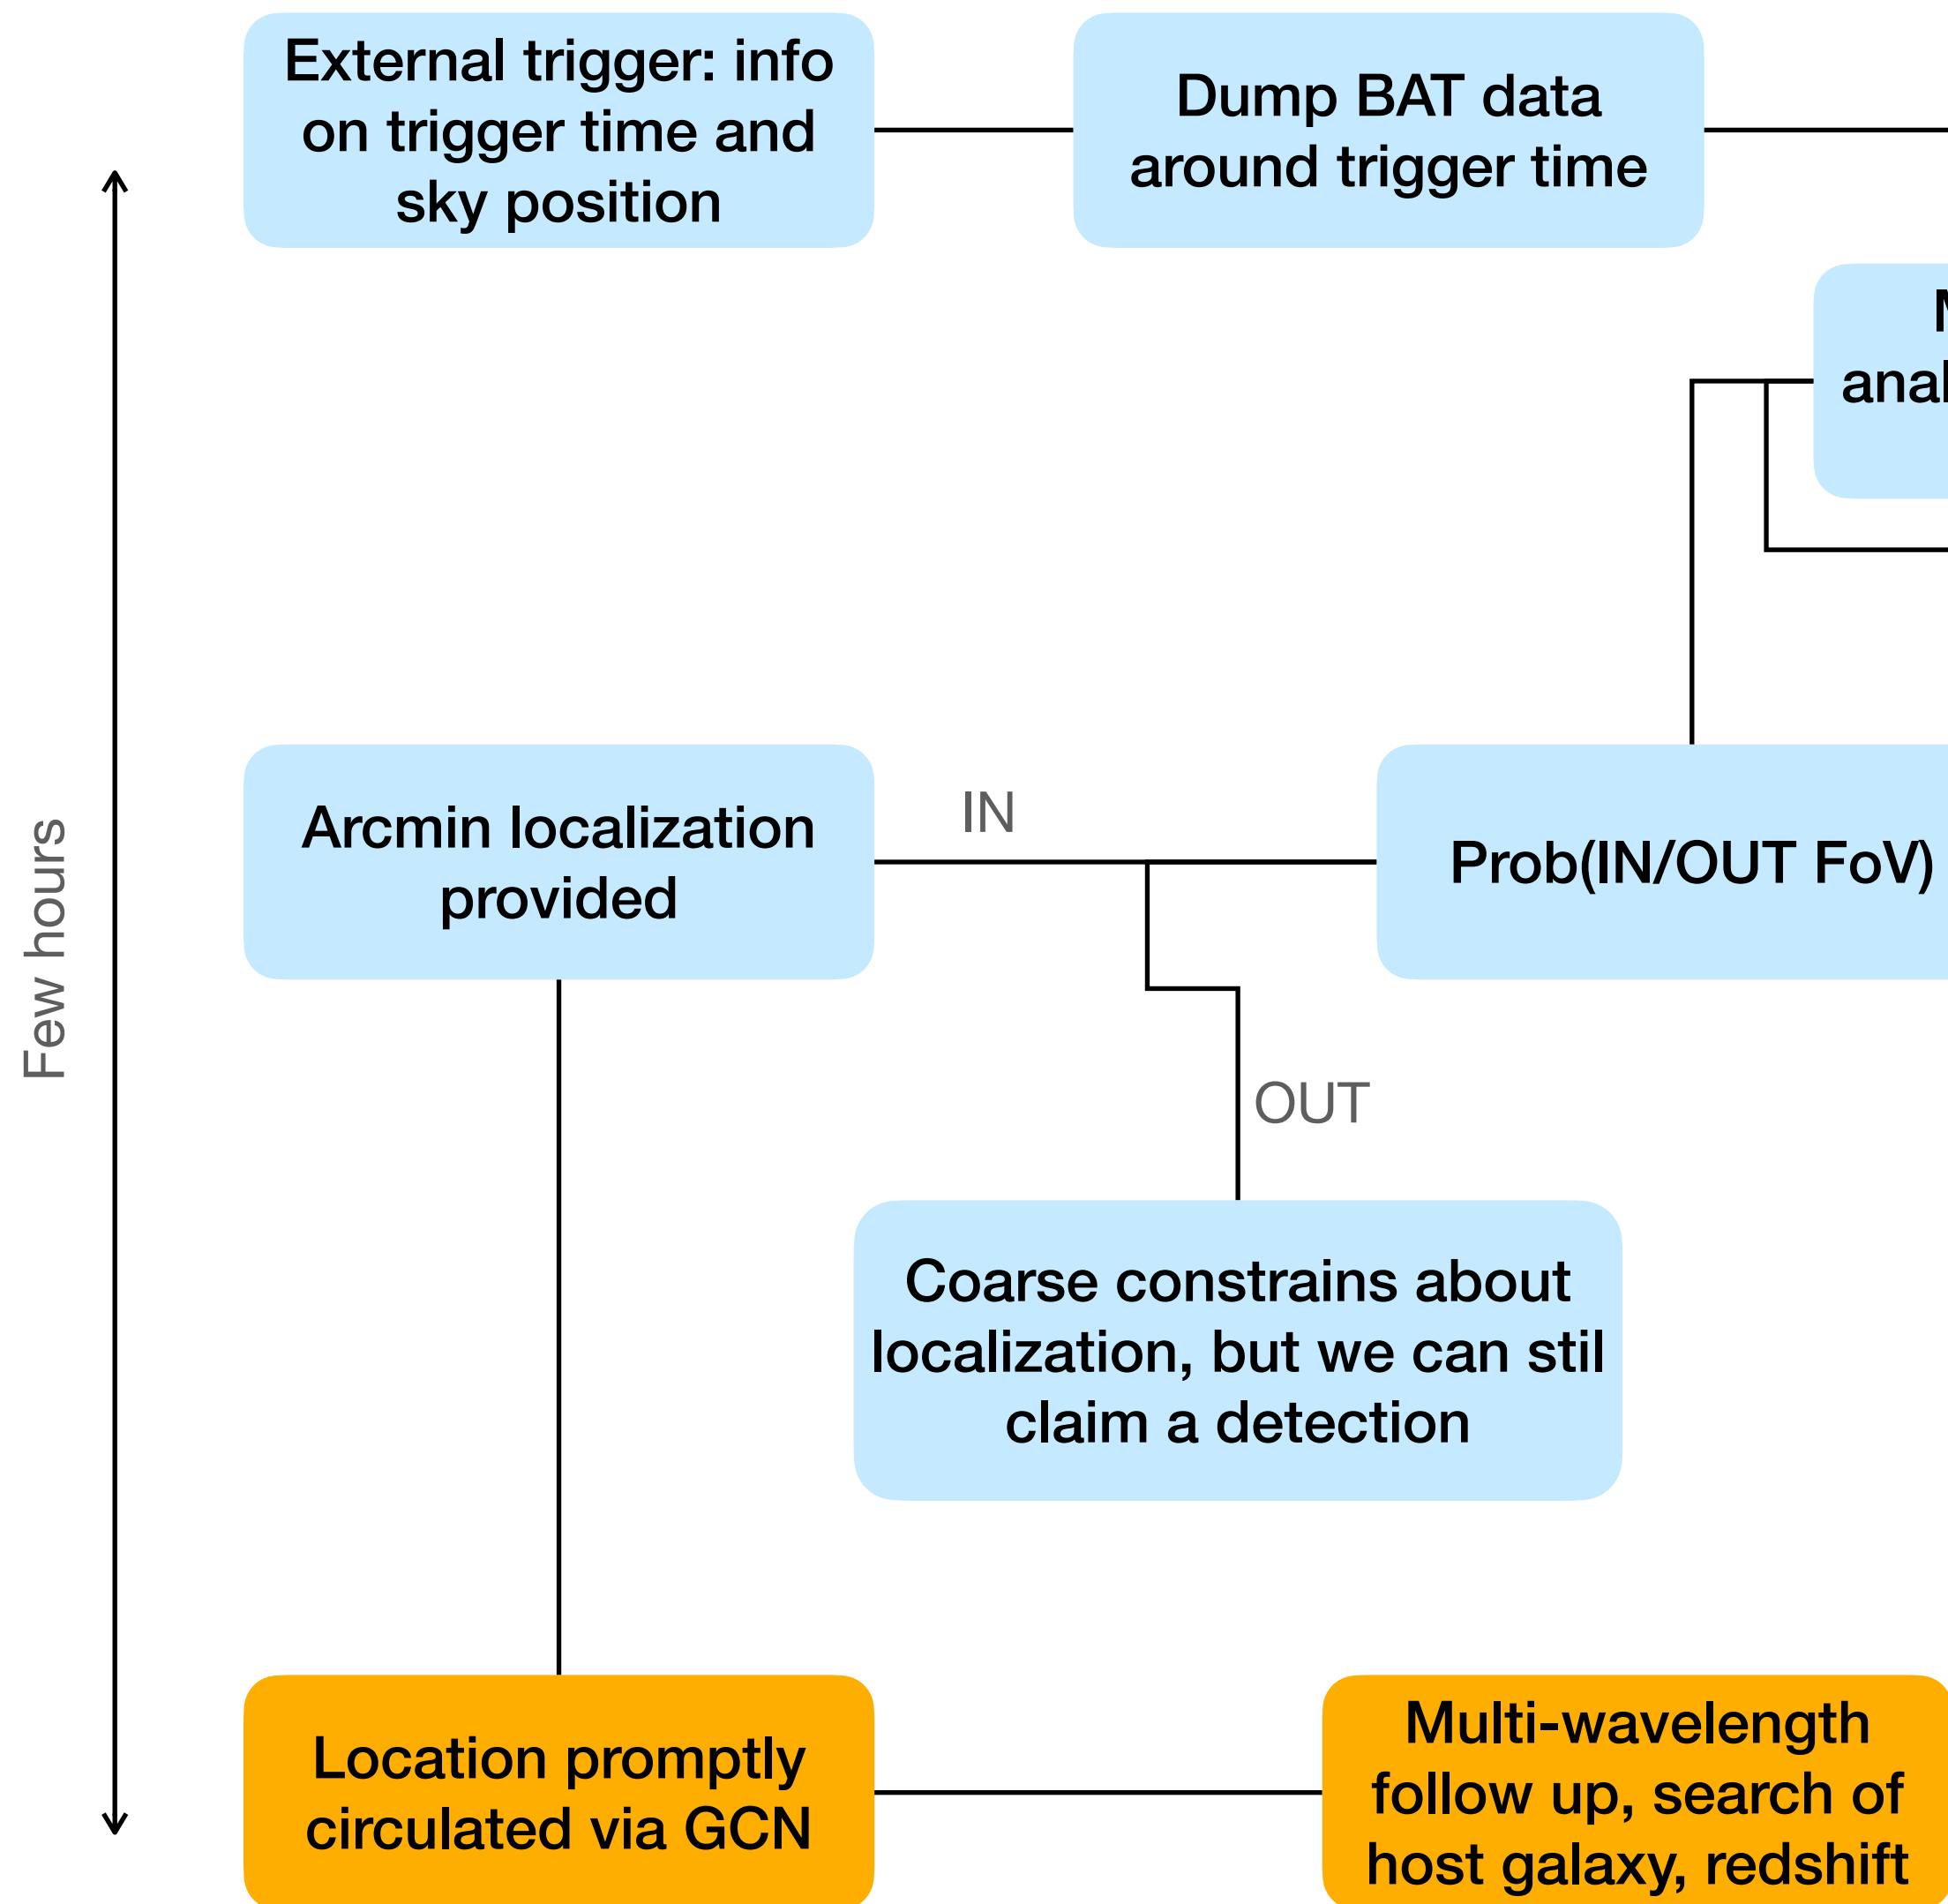 External trigger: info
on trigger time and
sky position
Dump BAT data
around trigger time
Few hours
Arcmin localization
provided
IN
Prob(IN/OUT FoV)
OUT
Coarse constrains about
localization, but we can stil
claim a detection
Location promptly
circulated via GCN
Multi-wavelength
follow up, search of
host galaxy, redshift